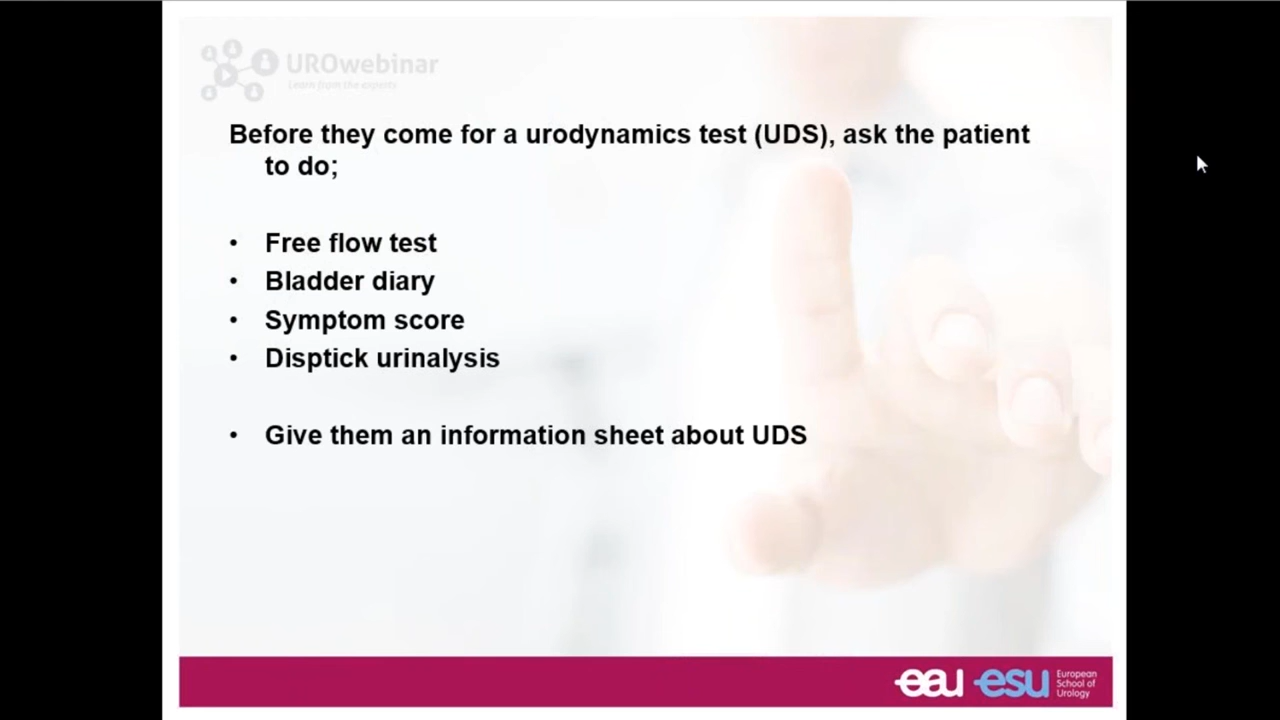 UROwebinar
Learn from the experts
Before they come for a urodynamics test (UDS), ask the patient
to do;
• Free flow test
• Bladder diary
• Symptom score
• Disptick urinalysis
• Give them an information sheet about UDS
eau esu European
School of
Urology